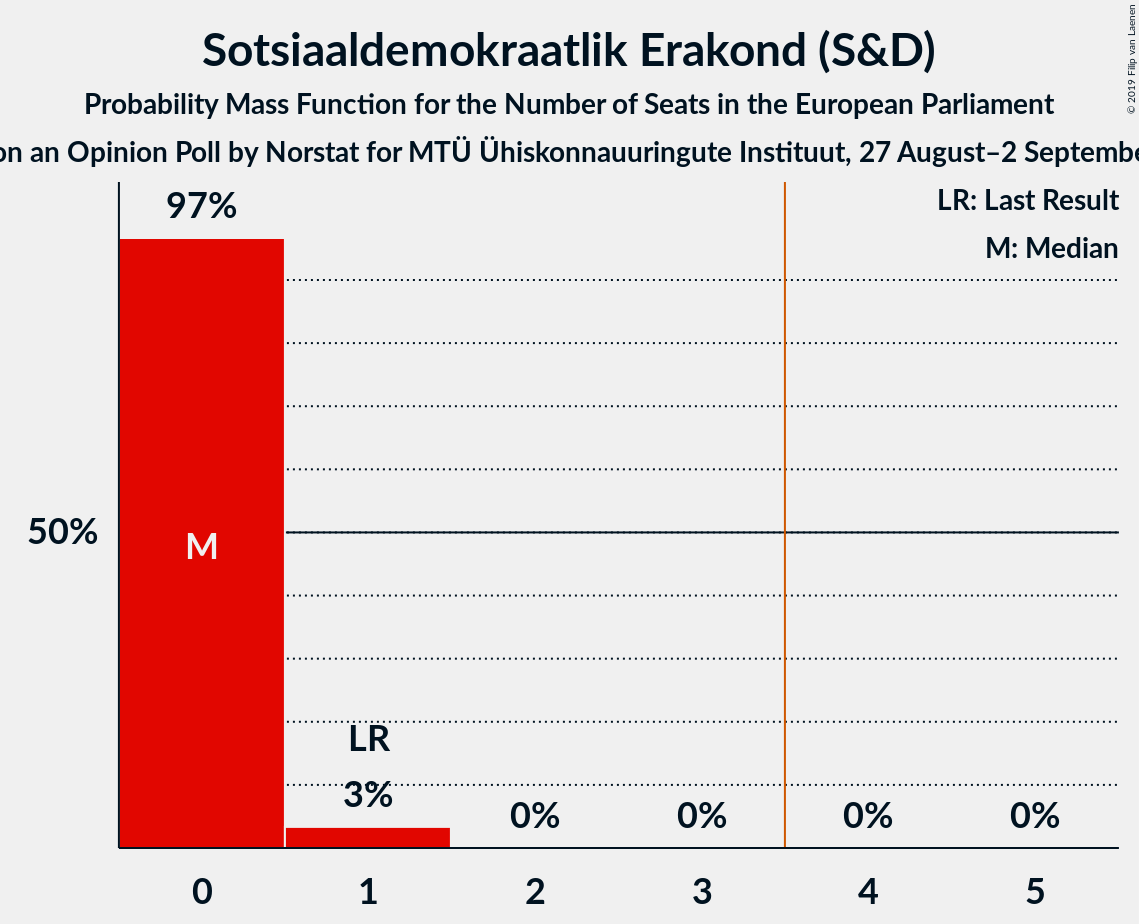 Sotsiaaldemokraatlik Erakond (S&D)
Probability Mass Function for the Number of Seats in the European Parliament
on an Opinion Poll by Norstat for MTÜ Ühiskonnauuringute Instituut, 27 August–2 Septembe
© 2019 Filip van Laenen
LR: Last Result
M: Median
97%
50%
M
LR
3%
0%
0%
0%
0%
0
1
2
3
4
5